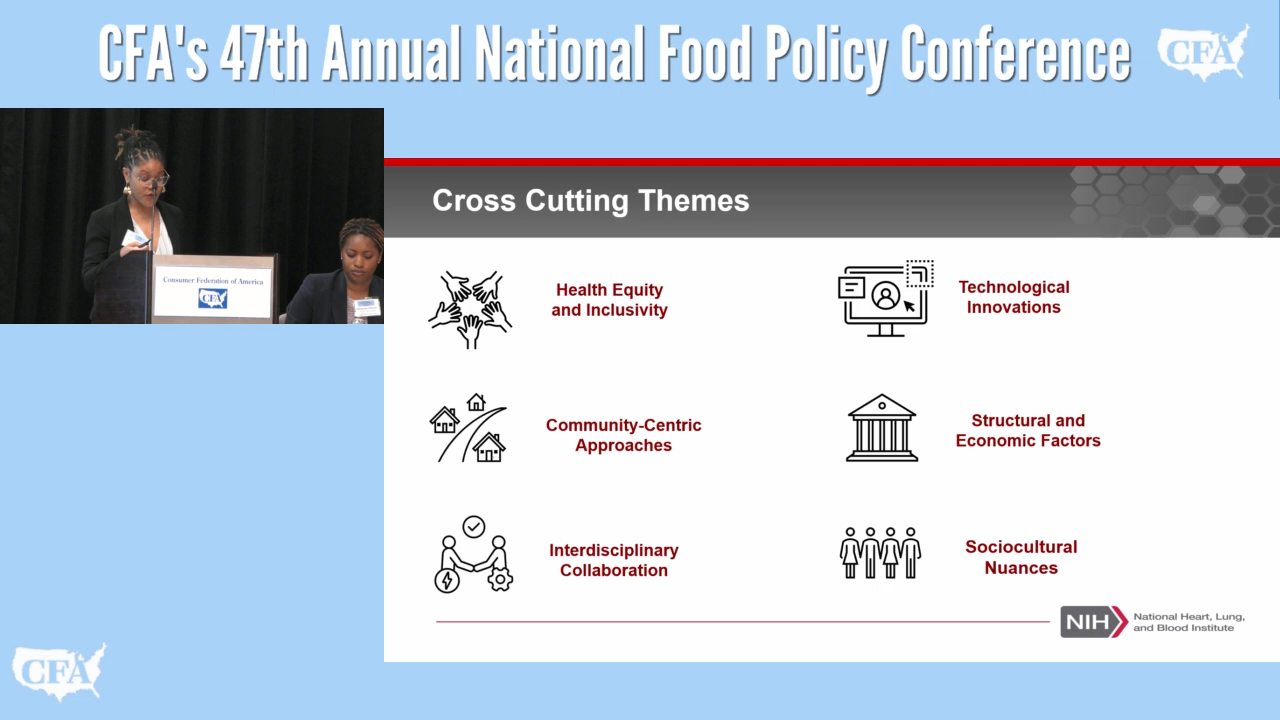 CFA's 47th Annual National Food Policy Conference
CFA
Consumer Federation of America
CFA
Cross Cutting Themes
Health Equity
and Inclusivity
Technological
Innovations
Community-Centric
Approaches
Structural and
Economic Factors
Interdisciplinary
Collaboration
Sociocultural
Nuances
NIH
National Heart, Lung,
and Blood Institute
CFA